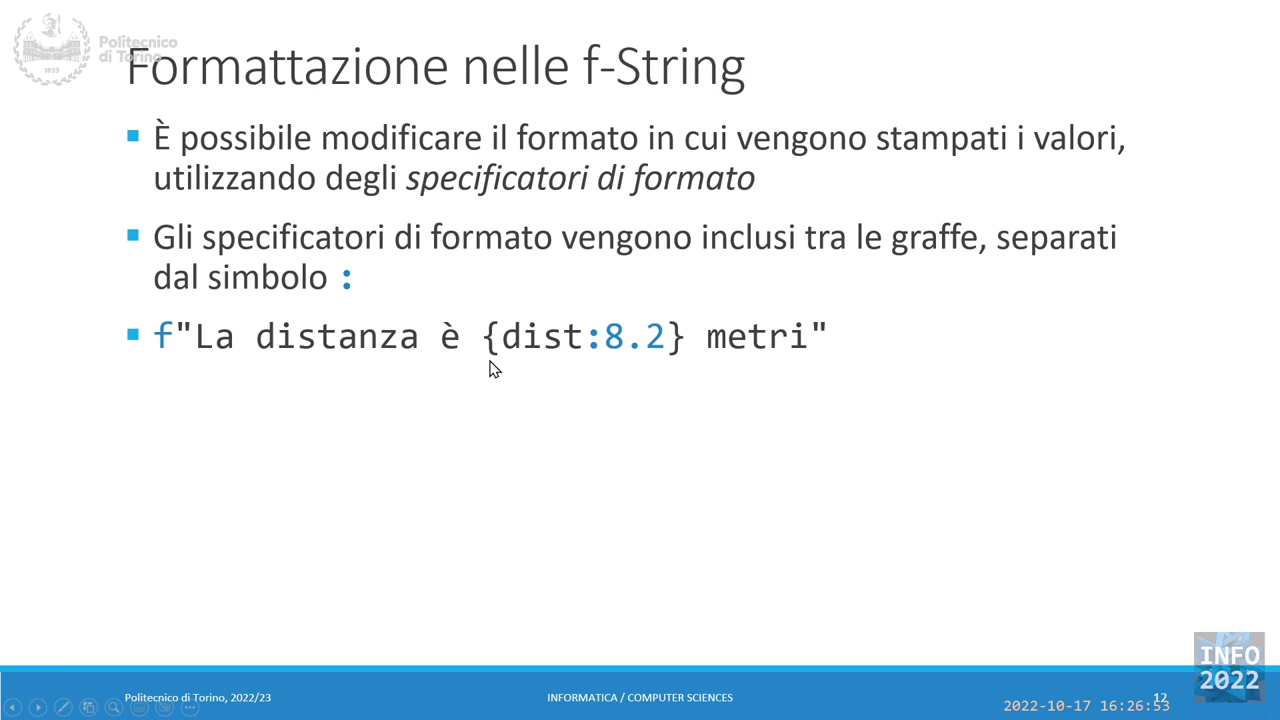 Politecnico
di Torino
1859
Formattazione nelle f-String
È possibile modificare il formato in cui vengono stampati i valori,
utilizzando degli specificatori di formato
Gli specificatori di formato vengono inclusi tra le graffe, separati
dal simbolo :
f"La distanza è {dist:8.2} metri"
INFO
2022
Politecnico di Torino, 2022/23
INFORMATICA / COMPUTER SCIENCES
12
2022-10-17 16:26:53